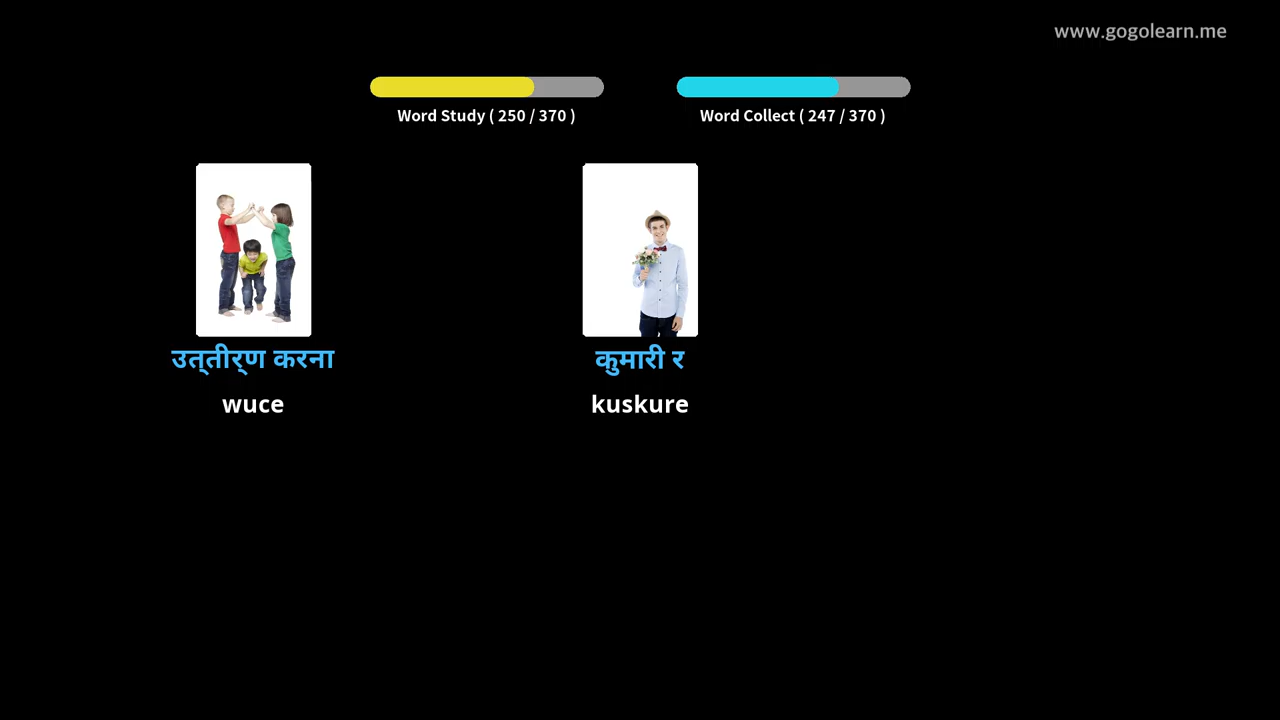 www.gogolearn.me
Word Study ( 250 / 370 )
Word Collect ( 247 / 370 )
उत्‌तीर्‌ण करना
कुमारी र
wuce
kuskure